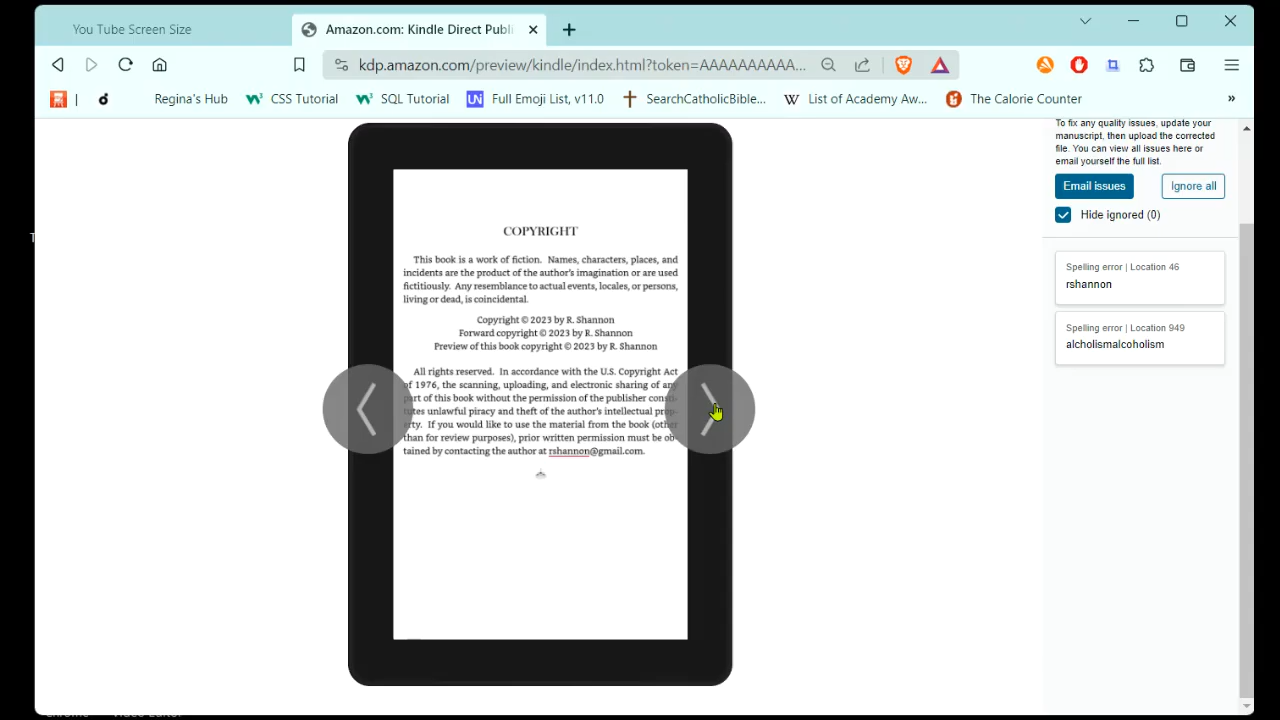 You Tube Screen Size
Amazon.com: Kindle Direct Publi
kdp.amazon.com/preview/kindle/index.html?token=AAAAAAAAAA...
Regina's Hub
CSS Tutorial
SQL Tutorial
Full Emoji List, v11.0
SearchCatholicBible...
List of Academy Aw...
The Calorie Counter
»
COPYRIGHT
This book is a work of fiction. Names, characters, places, and
incidents are the product of the author's imagination or are used
fictitiously. Any resemblance to actual events, locales, or persons,
living or dead, is coincidental.
Copyright © 2023 by R. Shannon
Forward copyright © 2023 by R. Shannon
Preview of this book copyright © 2023 by R. Shannon
All rights reserved. In accordance with the U.S. Copyright Act
of 1976, the scanning, uploading, and electronic sharing of any
part of this book without the permission of the publisher consti-
tutes unlawful piracy and theft of the author's intellectual prop-
erty. If you would like to use the material from the book (other
than for review purposes), prior written permission must be ob-
tained by contacting the author at rshannon@gmail.com.
To fix any quality issues, update your
manuscript, then upload the corrected
file. You can view all issues here or
email yourself the full list.
Email issues
Ignore all
Hide ignored (0)
Spelling error | Location 46
rshannon
Spelling error | Location 949
alcholismalcoholism